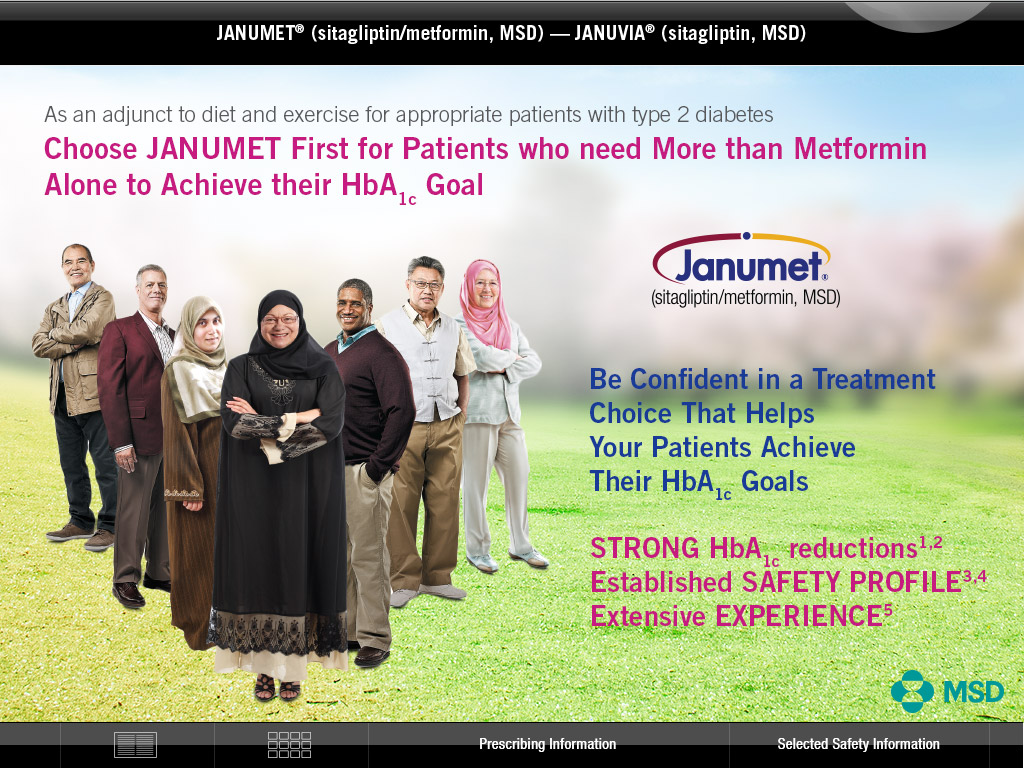 JANUMET® (sitagliptin/metformin, MSD) — JANUVIA® (sitagliptin, MSD)
As an adjunct to diet and exercise for appropriate patients with type 2 diabetes
Choose JANUMET First for Patients who need More than Metformin
Alone to Achieve their HbA1c Goal
Janumet®
(sitagliptin/metformin, MSD)
Be Confident in a Treatment
Choice That Helps
Your Patients Achieve
Their HbA1c Goals
STRONG HbA1c reductions1,2
Established SAFETY PROFILE3,4
Extensive EXPERIENCE5
MSD
Prescribing Information
Selected Safety Information